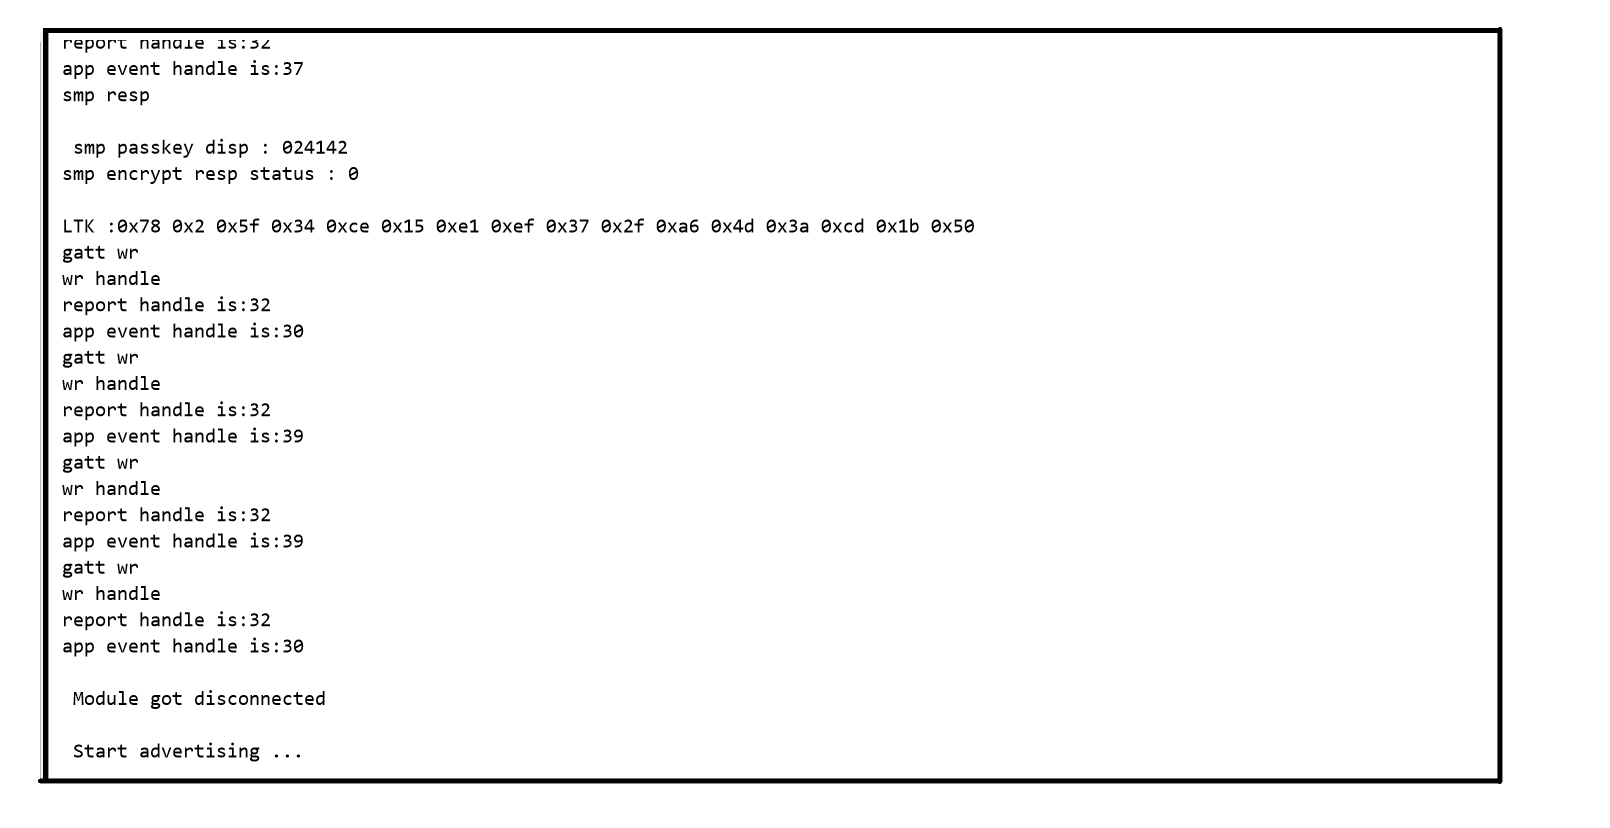 report handle is:32
app event handle is:37
smp resp
smp passkey disp : 024142
smp encrypt resp status : 0
LTK :0x78 0x2 0x5f 0x34 0xce 0x15 0xe1 0xef 0x37 0x2f 0xa6 0x4d 0x3a 0xcd 0x1b 0x50
gatt wr
wr handle
report handle is:32
app event handle is:30
gatt wr
wr handle
report handle is:32
app event handle is:39
gatt wr
wr handle
report handle is:32
app event handle is:39
gatt wr
wr handle
report handle is:32
app event handle is:30
Module got disconnected
Start advertising ...